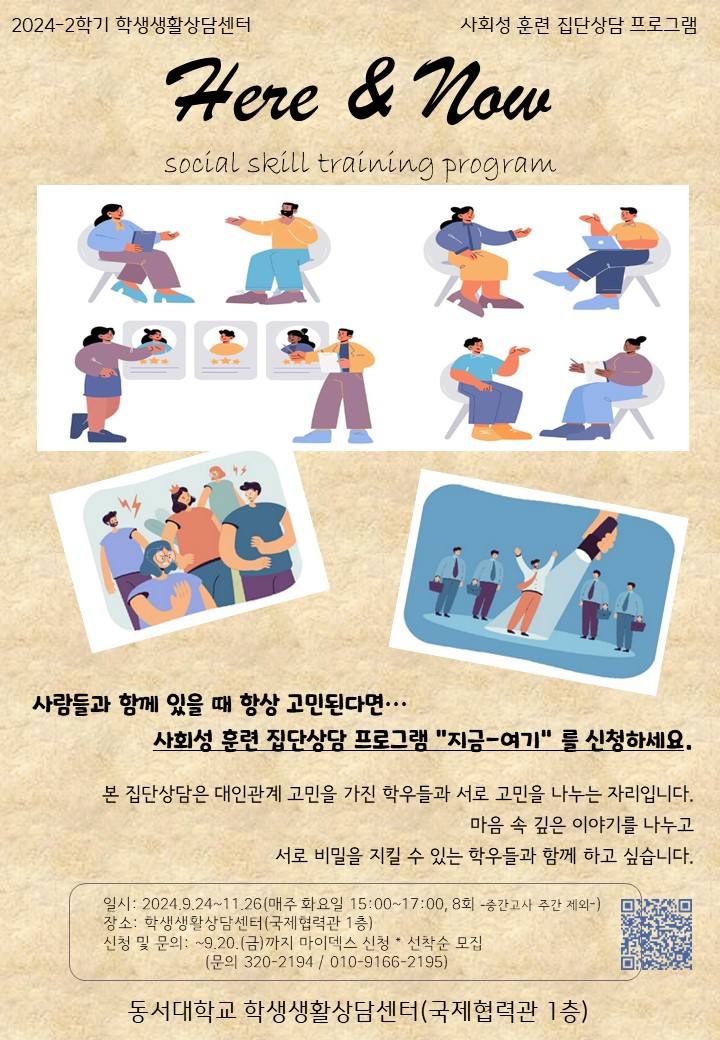 2024-2학기 학생생활상담센터
사회성 훈련 집단상담 프로그램
Here & Now
social skill training program
사람들과 함께 있을 때 항상 고민된다면...
사회성 훈련 집단상담 프로그램 "지금-여기" 를 신청하세요.
본 집단상담은 대인관계 고민을 가진 학우들과 서로 고민을 나누는 자리입니다.
마음 속 깊은 이야기를 나누고
서로 비밀을 지킬 수 있는 학우들과 함께 하고 싶습니다.
일시: 2024.9.24~11.26(매주 화요일 15:00~17:00, 8회 -중간고사 주간 제외-)
장소: 학생생활상담센터(국제협력관 1층)
신청 및 문의: ~9.20.(금)까지 마이덱스 신청 * 선착순 모집
(문의 320-2194 / 010-9166-2195)
동서대학교 학생생활상담센터(국제협력관 1층)